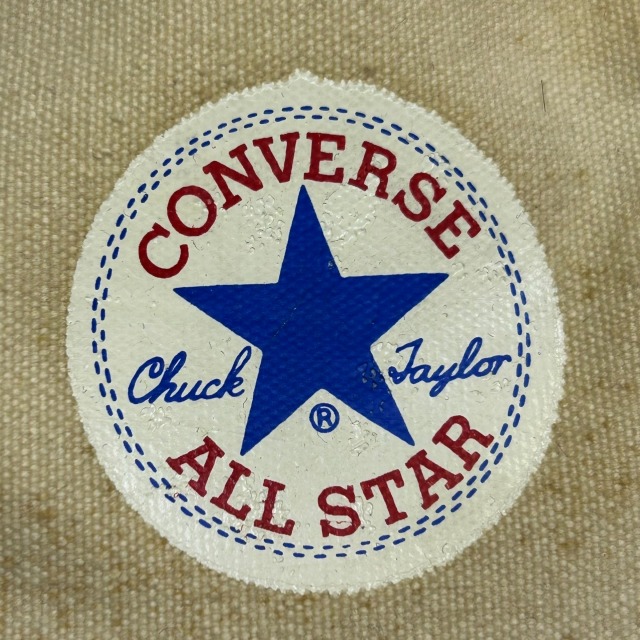 CONVERSE
Chuck Taylor
®
ALL STAR